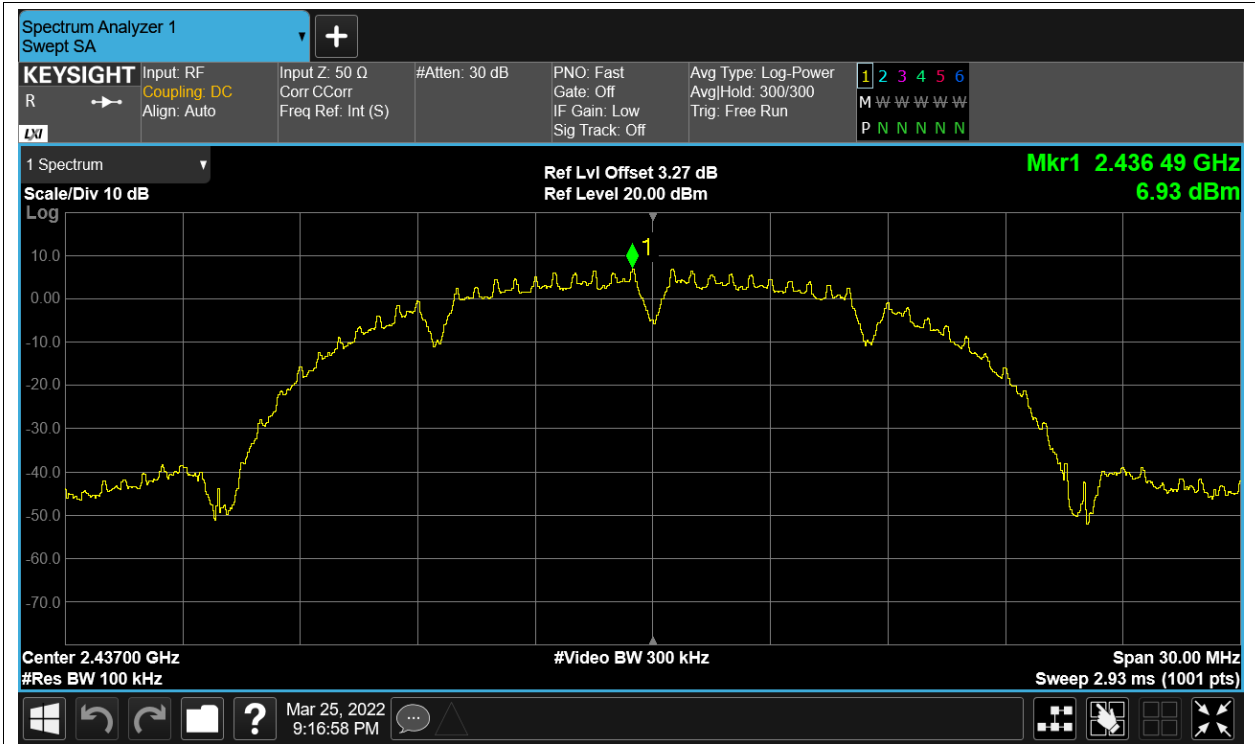 Spectrum Analyzer 1
Swept SA
KEYSIGHT
R
LXI
Input: RF
Coupling: DC
Align: Auto
Input Z: 50 Ω
Corr CCorr
Freq Ref: Int (S)
#Atten: 30 dB
PNO: Fast
Gate: Off
IF Gain: Low
Sig Track: Off
Avg Type: Log-Power
Avg|Hold: 300/300
Trig: Free Run
1 2 3 4 5 6
M W W W W W
P N N N N N
1 Spectrum
Scale/Div 10 dB
Log
Ref Lvl Offset 3.27 dB
Ref Level 20.00 dBm
Mkr1 2.436 49 GHz
6.93 dBm
1
10.0
0.00
-10.0
-20.0
-30.0
-40.0
-50.0
-60.0
-70.0
Center 2.43700 GHz
#Res BW 100 kHz
#Video BW 300 kHz
Span 30.00 MHz
Sweep 2.93 ms (1001 pts)
?
Mar 25, 2022
9:16:58 PM